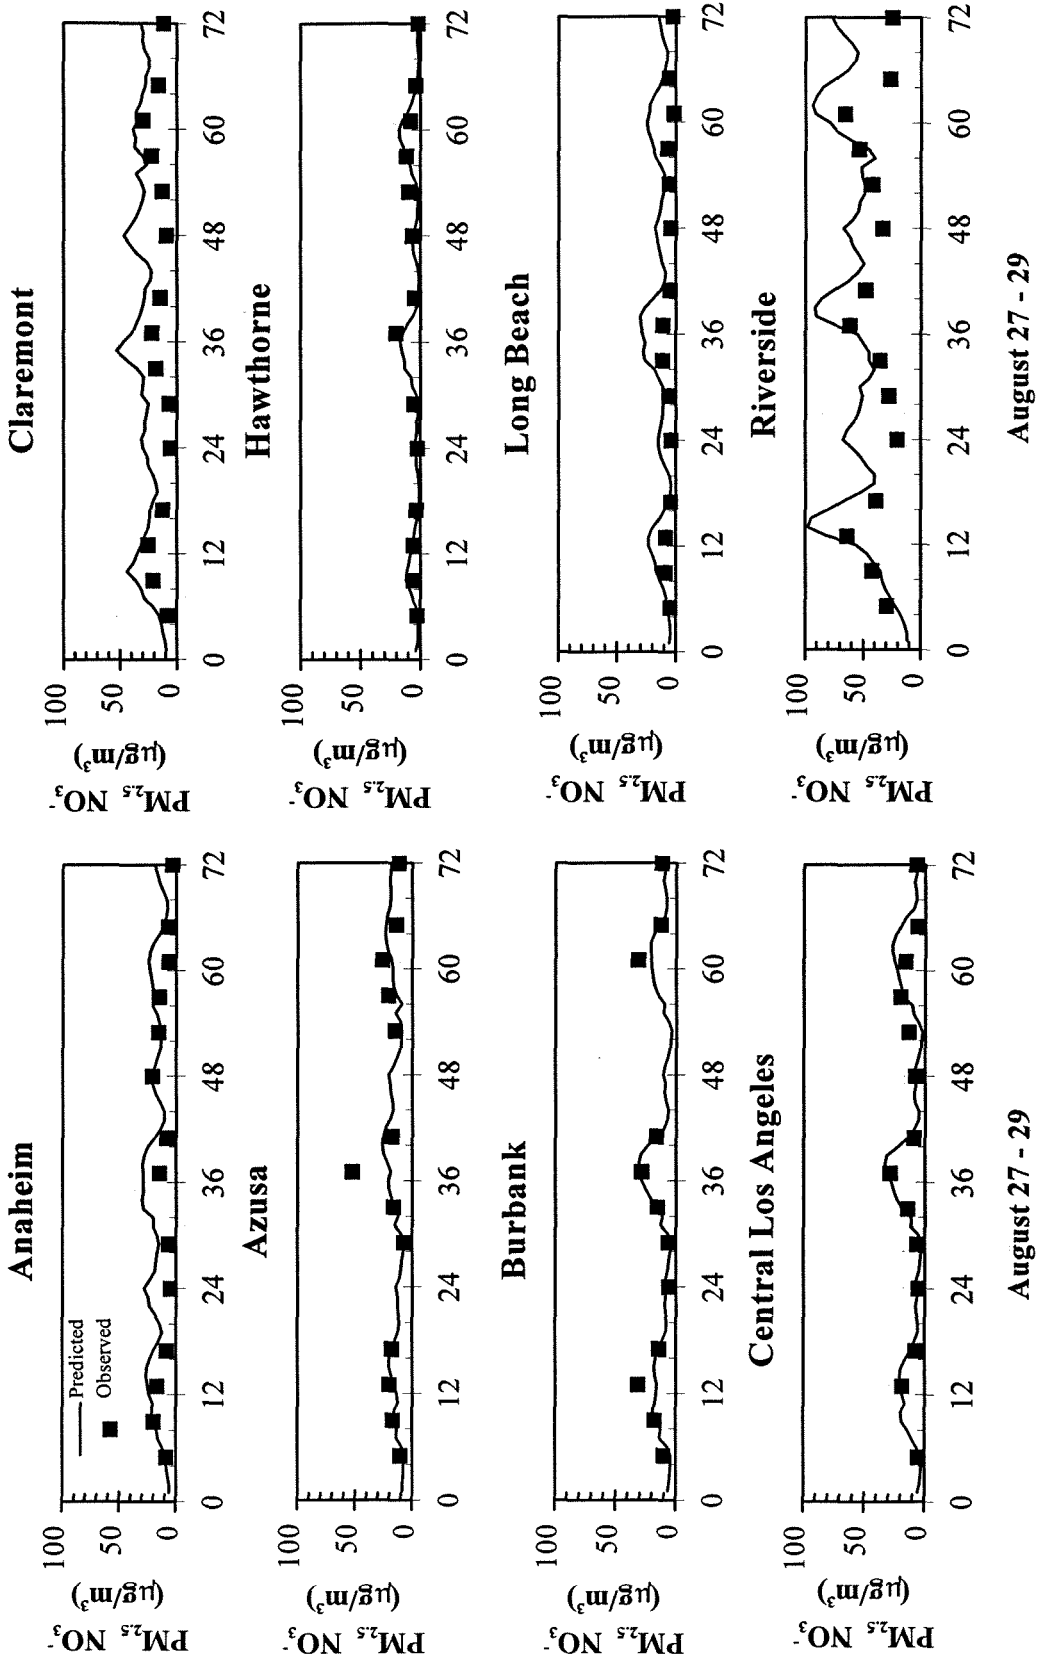 Anaheim
PM2.5 NO3-
(μg/m3)
100
50
0
Predicted
Observed
0 12 24 36 48 60 72
Azusa
PM2.5 NO3-
(μg/m3)
100
50
0
0 12 24 36 48 60 72
Burbank
PM2.5 NO3-
(μg/m3)
100
50
0
0 12 24 36 48 60 72
Central Los Angeles
PM2.5 NO3-
(μg/m3)
100
50
0
0 12 24 36 48 60 72
August 27 - 29
Claremont
PM2.5 NO3-
(μg/m3)
100
50
0
0 12 24 36 48 60 72
Hawthorne
PM2.5 NO3-
(μg/m3)
100
50
0
0 12 24 36 48 60 72
Long Beach
PM2.5 NO3-
(μg/m3)
100
50
0
0 12 24 36 48 60 72
Riverside
PM2.5 NO3-
(μg/m3)
100
50
0
0 12 24 36 48 60 72
August 27 - 29